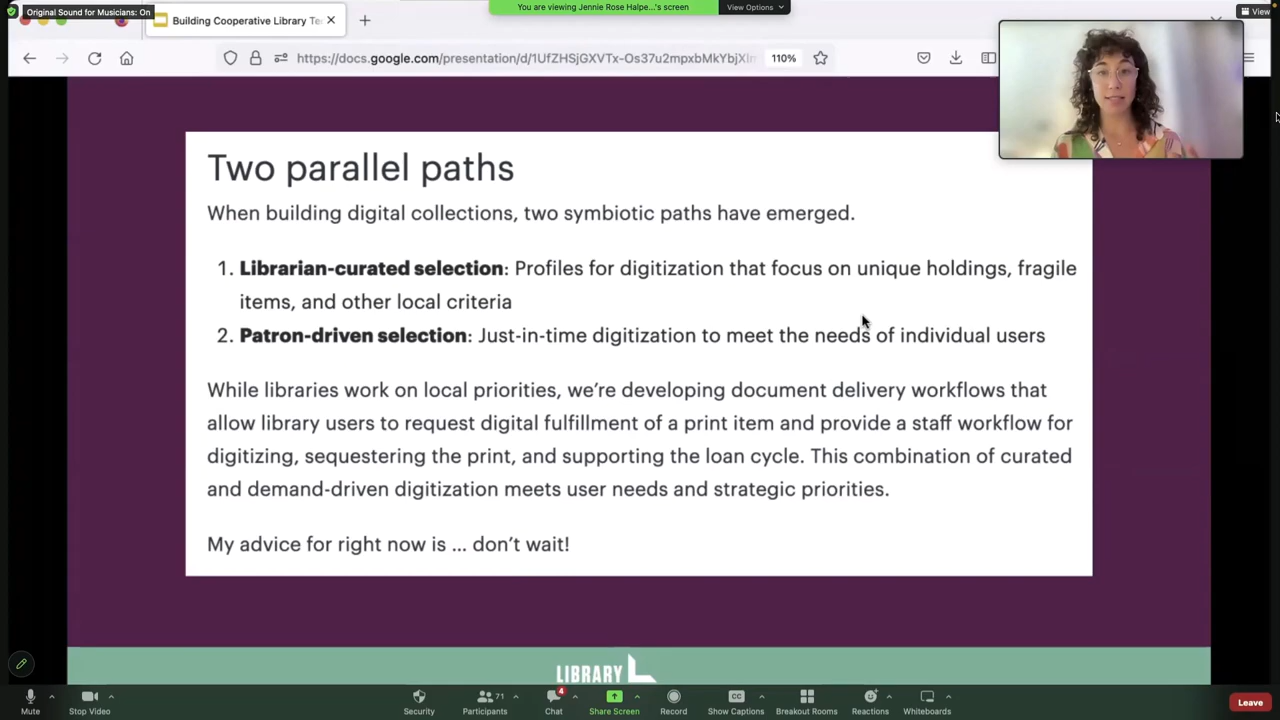 Original Sound for Musicians: On
Building Cooperative Library Te
You are viewing Jennie Rose Halpe...'s screen
View Options
View
110%
Two parallel paths
When building digital collections, two symbiotic paths have emerged.
1. Librarian-curated selection: Profiles for digitization that focus on unique holdings, fragile
items, and other local criteria
2. Patron-driven selection: Just-in-time digitization to meet the needs of individual users
While libraries work on local priorities, we're developing document delivery workflows that
allow library users to request digital fulfillment of a print item and provide a staff workflow for
digitizing, sequestering the print, and supporting the loan cycle. This combination of curated
and demand-driven digitization meets user needs and strategic priorities.
My advice for right now is ... don't wait!
LIBRARY
Mute
Stop Video
Security
71
Participants
4
Chat
Share Screen
Record
Show Captions
Breakout Rooms
Reactions
Whiteboards
Leave